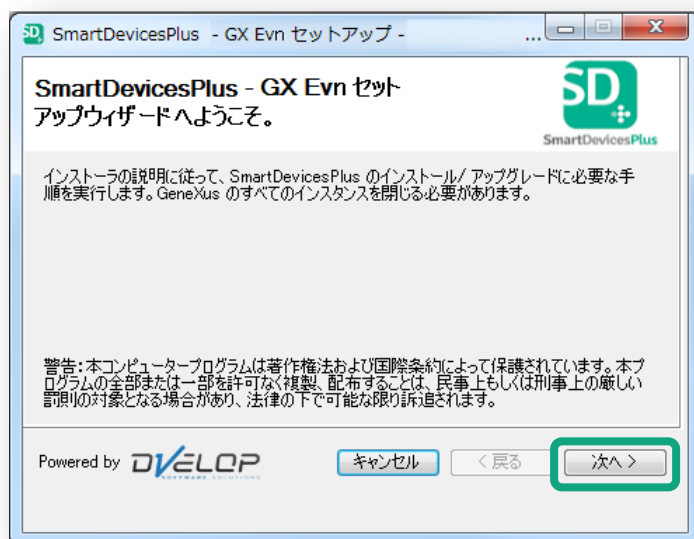 SmartDevicesPlus - GX Evn セットアップ - ...
SmartDevicesPlus - GX Evn セット
アップウィザードへようこそ。
SD
SmartDevicesPlus
インストーラの説明に従って、SmartDevicesPlus のインストール/ アップグレードに必要な手
順を実行します。GeneXus のすべてのインスタンスを閉じる必要があります。
警告：本コンピュータープログラムは著作権法および国際条約によって保護されています。本プ
ログラムの全部または一部を許可なく複製、配布することは、民事上もしくは刑事上の厳しい
罰則の対象となる場合があり、法律の下で可能な限り訴追されます。
Powered by DVELOP
SOFTWARE SOLUTIONS
キャンセル
< 戻る
次へ >